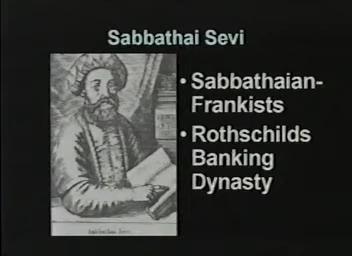 Sabbathai Sevi
• Sabbathaian-
Frankists
• Rothschilds
Banking
Dynasty